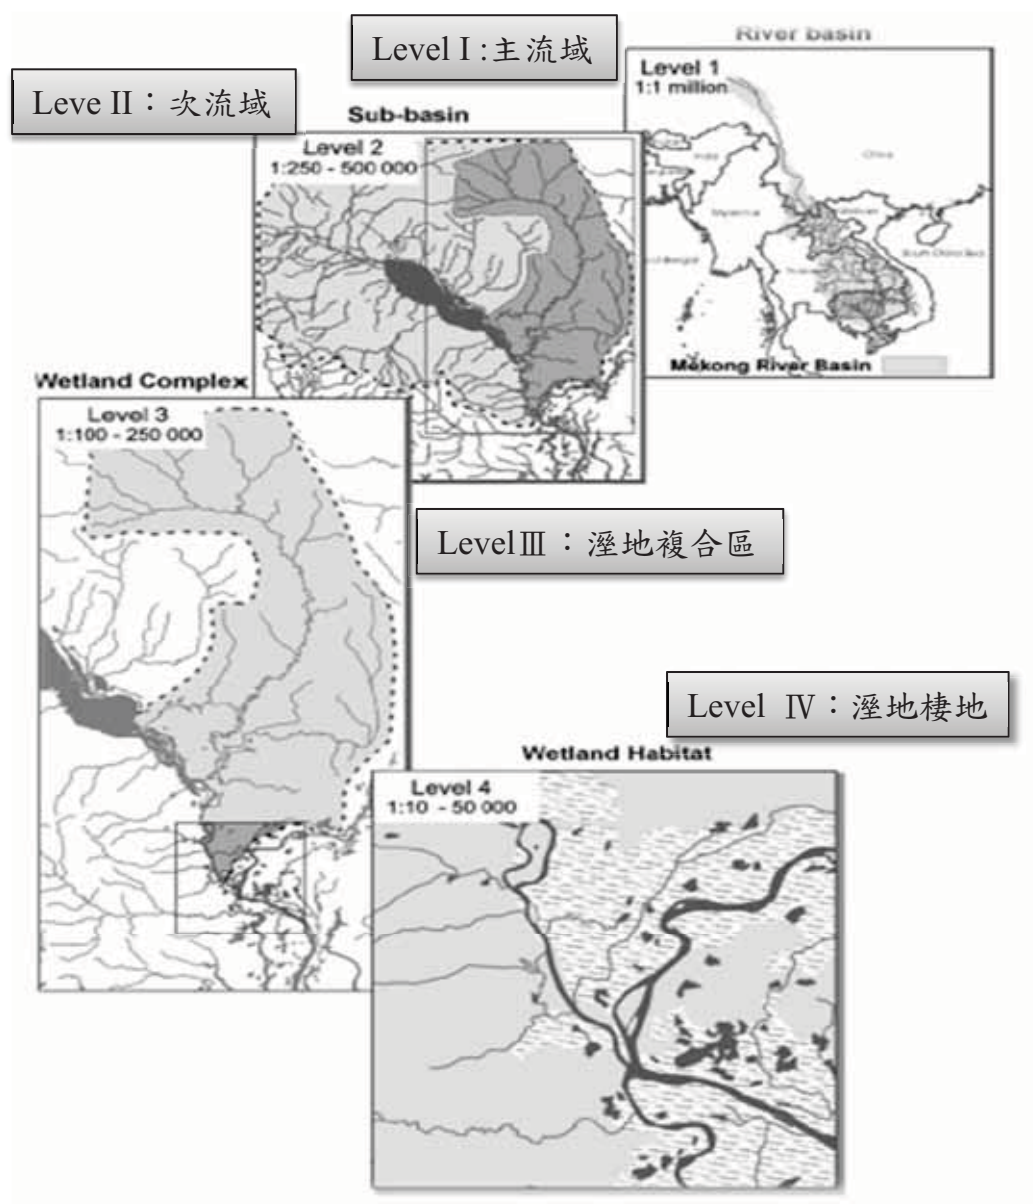 Level I :主流域
River basin
Level 1
1:1 million
China
Myanmar
Mekong River Basin
Leve II：次流域
Sub-basin
Level 2
1:250 - 500 000
Wetland Complex
Level 3
1:100 - 250 000
LevelⅢ：溼地複合區
Level Ⅳ：溼地棲地
Wetland Habitat
Level 4
1:10 - 50 000